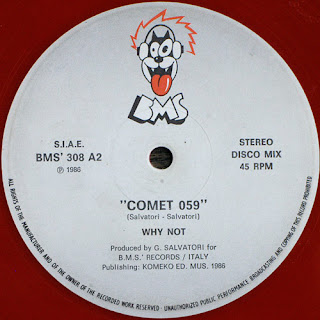 BMS
S.I.A.E.
BMS' 308 A2
Ⓟ 1986
STEREO
DISCO MIX
45 RPM
"COMET 059"
(Salvatori - Salvatori)
WHY NOT
Produced by G. SALVATORI for
B.M.S.' RECORDS / ITALY
Publishing: KOMEKO ED. MUS. 1986
ALL RIGHTS OF THE MANUFACTURER AND OF THE OWNER OF THE RECORDED WORK RESERVED - UNAUTHORIZED PUBLIC PERFORMANCE, BROADCASTING AND COPYING OF THIS RECORD PROHIBITED